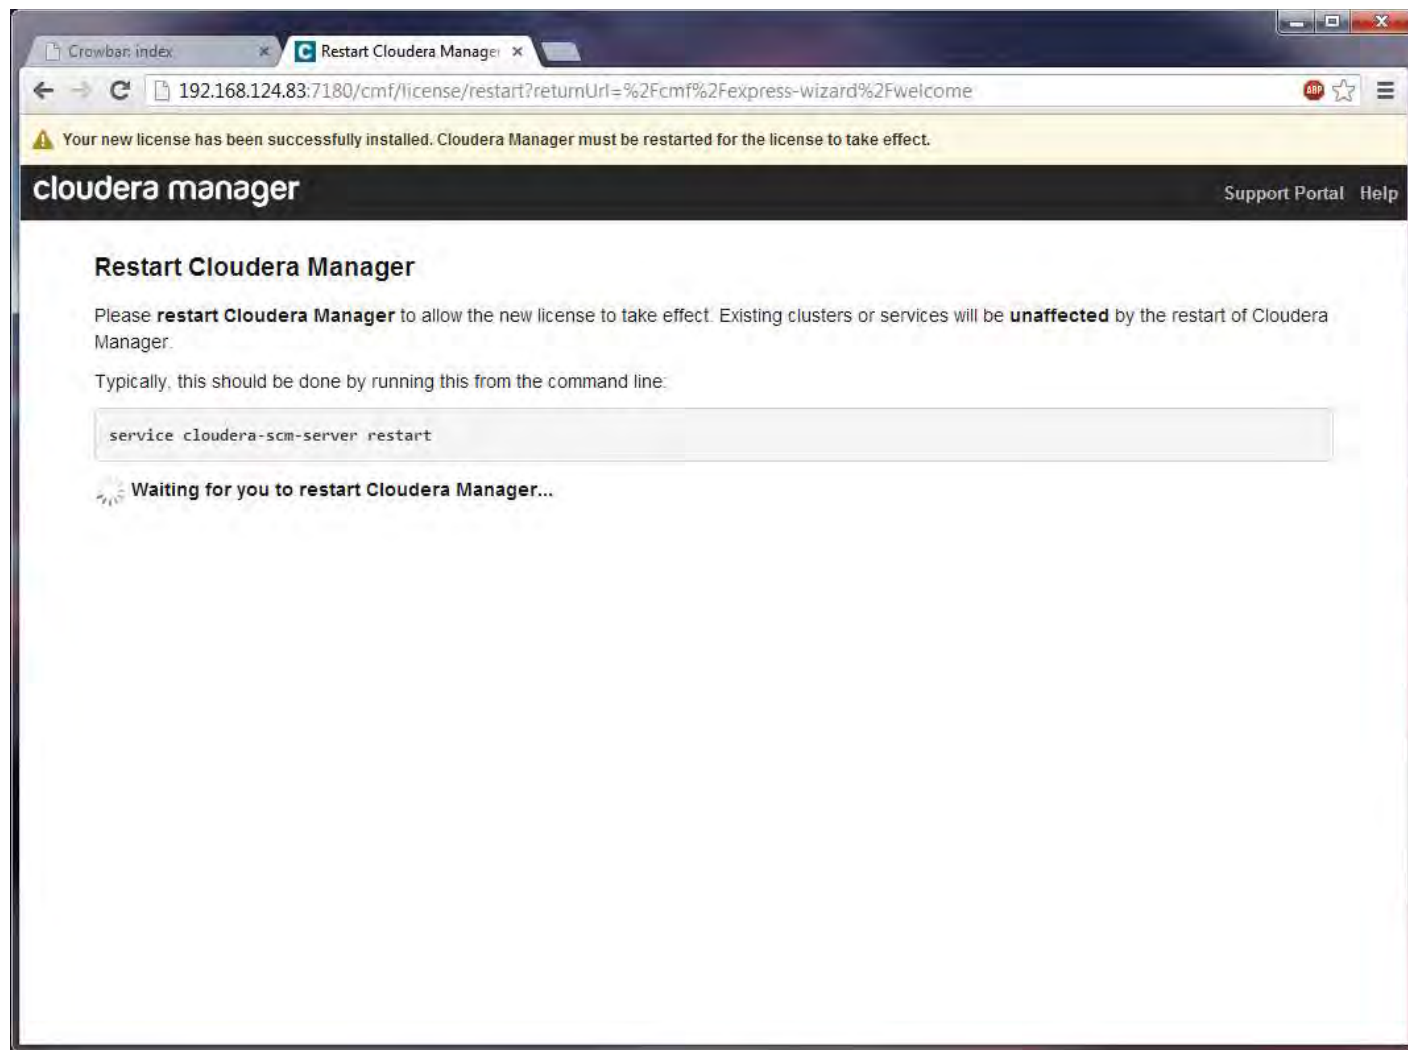 Crowbar: index
C Restart Cloudera Manager
192.168.124.83:7180/cmf/license/restart?returnUrl=%2Fcmf%2Fexpress-wizard%2Fwelcome
ABP
Your new license has been successfully installed. Cloudera Manager must be restarted for the license to take effect.
cloudera manager
Support Portal Help
Restart Cloudera Manager
Please restart Cloudera Manager to allow the new license to take effect. Existing clusters or services will be unaffected by the restart of Cloudera
Manager.
Typically, this should be done by running this from the command line:
service cloudera-scm-server restart
Waiting for you to restart Cloudera Manager...